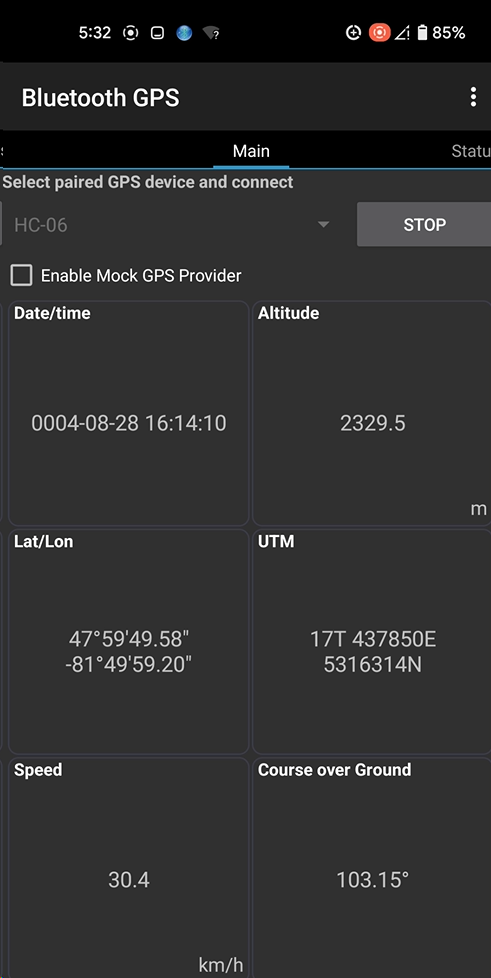 5:32 85%
Bluetooth GPS
Main Statu
Select paired GPS device and connect
HC-06 STOP
Enable Mock GPS Provider
Date/time Altitude
0004-08-28 16:14:10 2329.5
m
Lat/Lon UTM
47°59'49.58" 17T 437850E
-81°49'59.20" 5316314N
Speed Course over Ground
30.4 103.15°
km/h